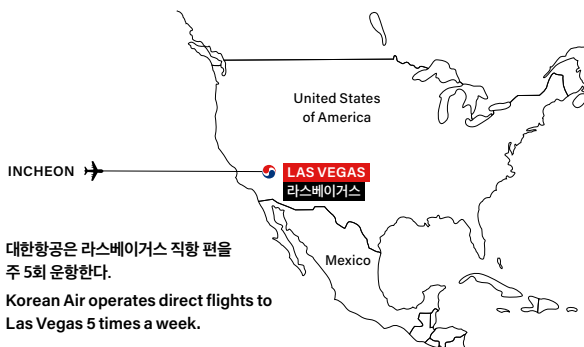 United States
of America
INCHEON
LAS VEGAS
라스베이거스
대한항공은 라스베이거스 직항 편을
주 5회 운항한다.
Mexico
Korean Air operates direct flights to
Las Vegas 5 times a week.